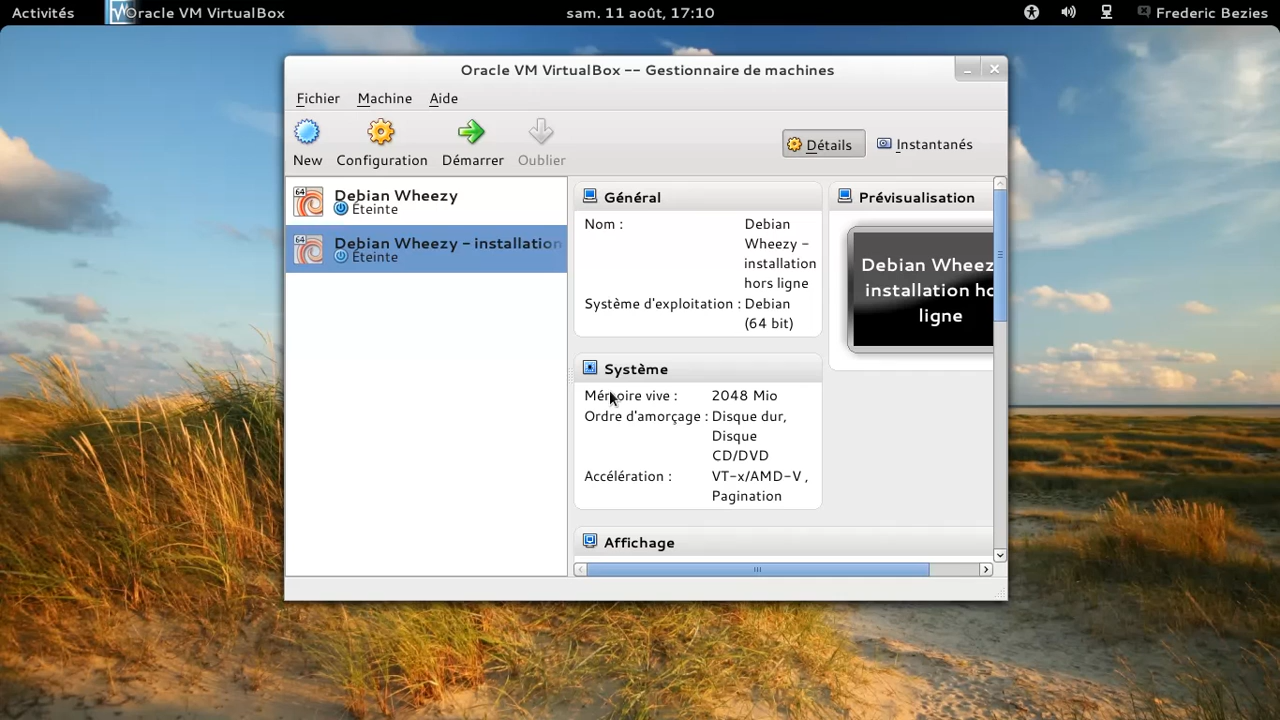 Activités
Oracle VM VirtualBox
sam. 11 août, 17:10
Frederic Bezies
Oracle VM VirtualBox -- Gestionnaire de machines
Fichier Machine Aide
New Configuration Démarrer Oublier
Détails Instantanés
64 Debian Wheezy
Éteinte
64 Debian Wheezy - installation
Éteinte
Général
Nom : Debian
Wheezy -
installation
hors ligne
Système d'exploitation : Debian
(64 bit)
Système
Mémoire vive : 2048 Mio
Ordre d'amorçage : Disque dur,
Disque
CD/DVD
Accélération : VT-x/AMD-V ,
Pagination
Affichage
Prévisualisation
Debian Wheez
installation ho
ligne